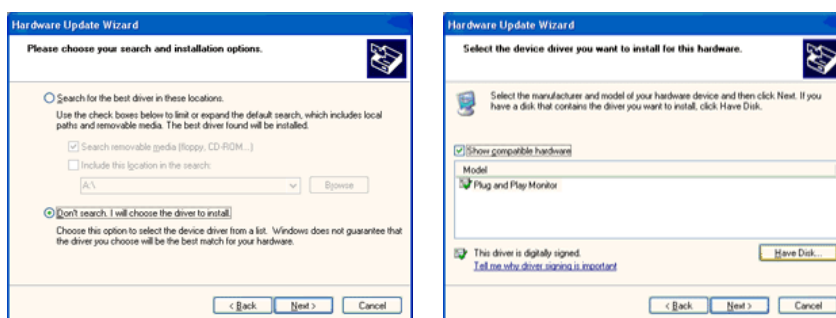 Hardware Update Wizard
Please choose your search and installation options.
Search for the best driver in these locations.
Use the check boxes below to limit or expand the default search, which includes local
paths and removable media. The best driver found will be installed.
Search removable media (floppy, CD-ROM...)
Include this location in the search:
A:\
Browse
Don't search. I will choose the driver to install.
Choose this option to select the device driver from a list. Windows does not guarantee that
the driver you choose will be the best match for your hardware.
< Back
Next >
Cancel
Hardware Update Wizard
Select the device driver you want to install for this hardware.
Select the manufacturer and model of your hardware device and then click Next. If you
have a disk that contains the driver you want to install, click Have Disk.
Show compatible hardware
Model
Plug and Play Monitor
This driver is digitally signed.
Tell me why driver signing is important
Have Disk...
< Back
Next >
Cancel